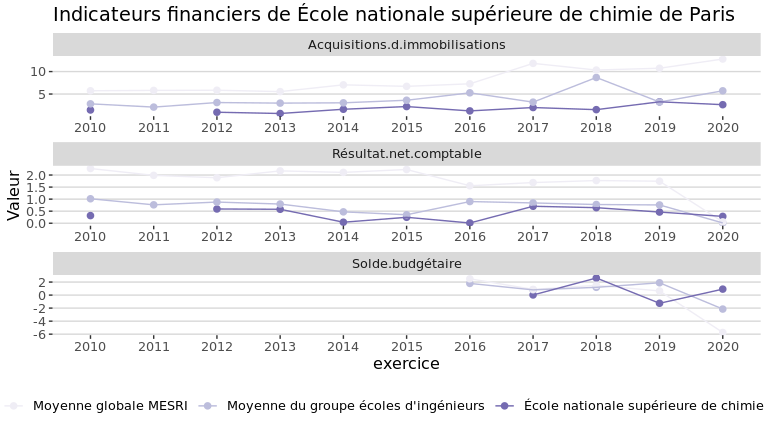 Indicateurs financiers de École nationale supérieure de chimie de Paris
Acquisitions.d.immobilisations
10
5
2010 2011 2012 2013 2014 2015 2016 2017 2018 2019 2020
Résultat.net.comptable
2.0
1.5
1.0
0.5
0.0
2010 2011 2012 2013 2014 2015 2016 2017 2018 2019 2020
Valeur
Solde.budgétaire
2
0
-2
-4
-6
2010 2011 2012 2013 2014 2015 2016 2017 2018 2019 2020
exercice
Moyenne globale MESRI Moyenne du groupe écoles d'ingénieurs École nationale supérieure de chimie